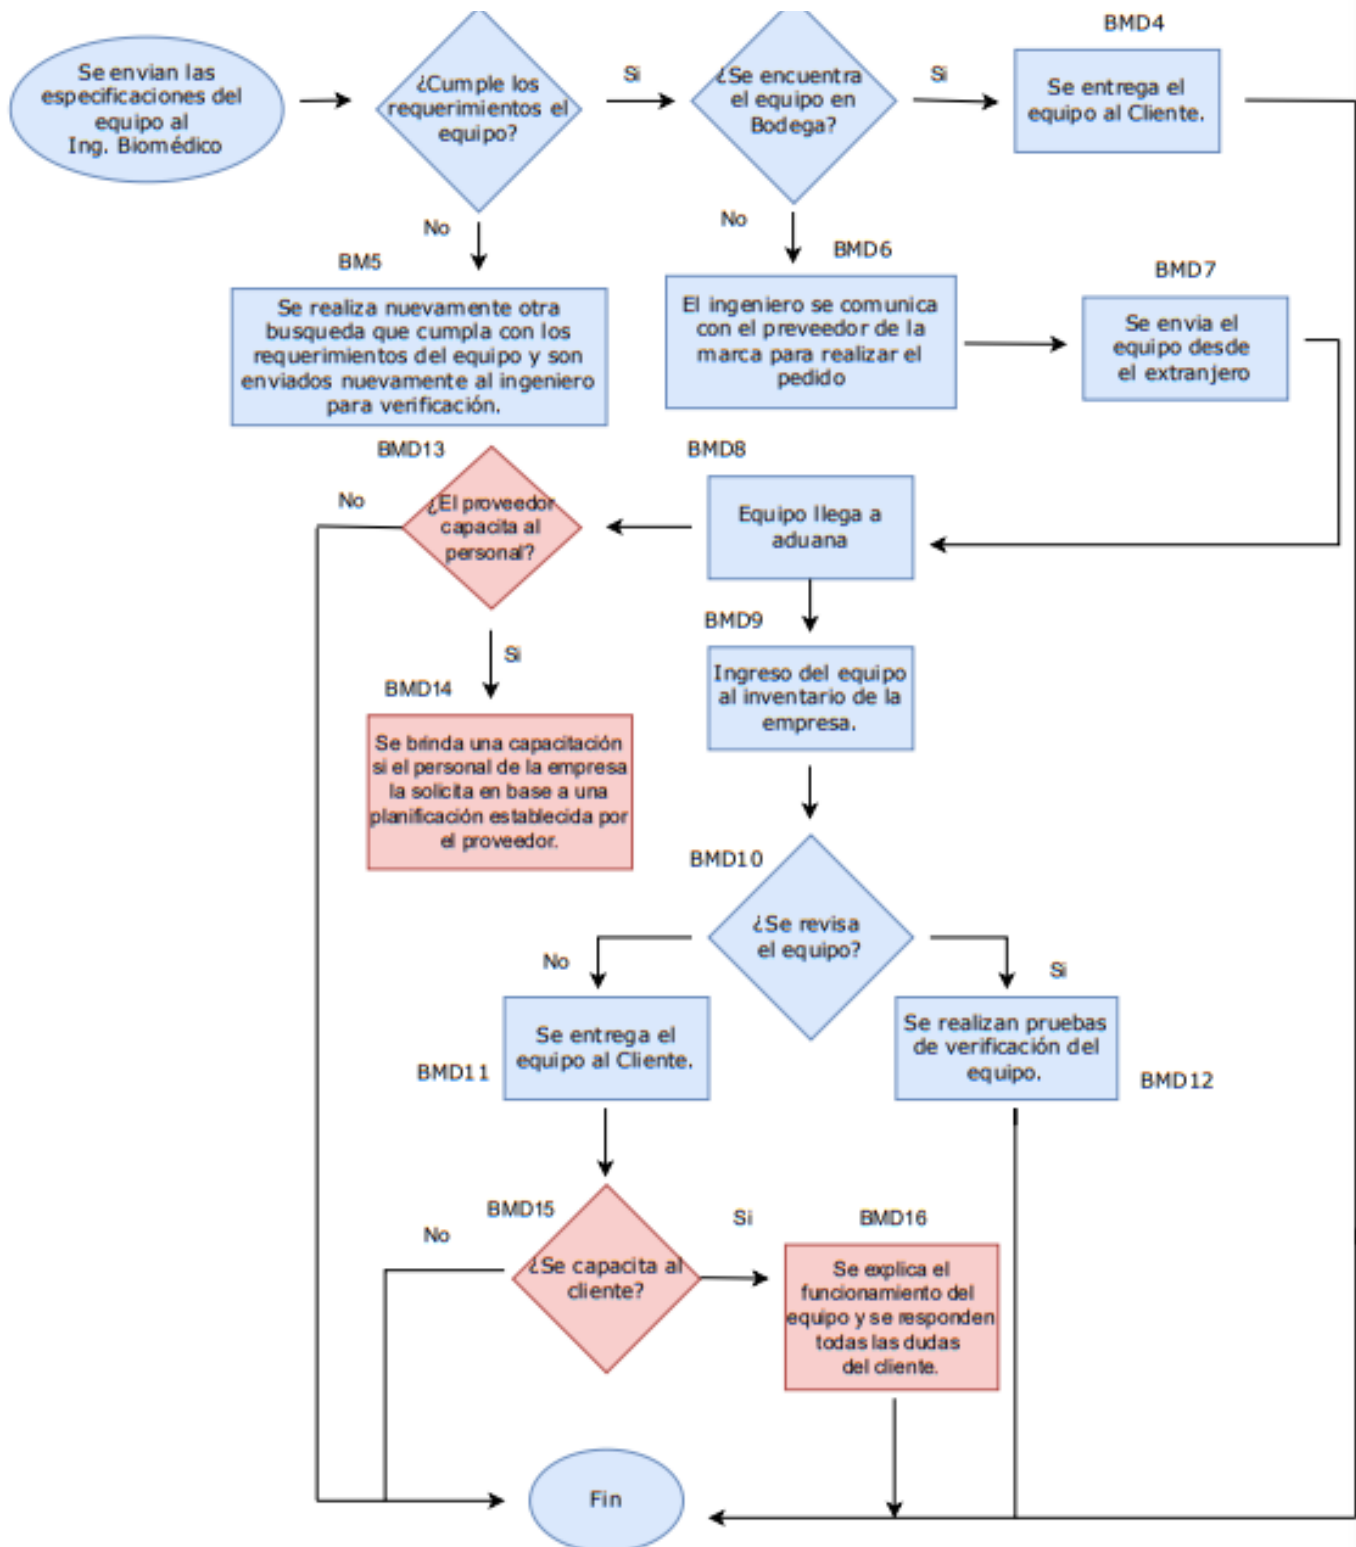 Se envian las
especificaciones del
equipo al
Ing. Biomédico
¿Cumple los
requerimientos el
equipo?
Si
¿Se encuentra
el equipo en
Bodega?
Si
BMD4
Se entrega el
equipo al Cliente.
No
BM5
Se realiza nuevamente otra
busqueda que cumpla con los
requerimientos del equipo y son
enviados nuevamente al ingeniero
para verificación.
No
BMD6
El ingeniero se comunica
con el preveedor de la
marca para realizar el
pedido
BMD7
Se envia el
equipo desde
el extranjero
BMD13
No
¿El proveedor
capacita al
personal?
BMD8
Equipo llega a
aduana
Si
BMD14
Se brinda una capacitación
si el personal de la empresa
la solicita en base a una
planificación establecida por
el proveedor.
BMD9
Ingreso del equipo
al inventario de la
empresa.
BMD10
¿Se revisa
el equipo?
No
Si
Se entrega el
equipo al Cliente.
BMD11
Se realizan pruebas
de verificación del
equipo.
BMD12
BMD15
No
¿Se capacita al
cliente?
Si
BMD16
Se explica el
funcionamiento del
equipo y se responden
todas las dudas
del cliente.
Fin